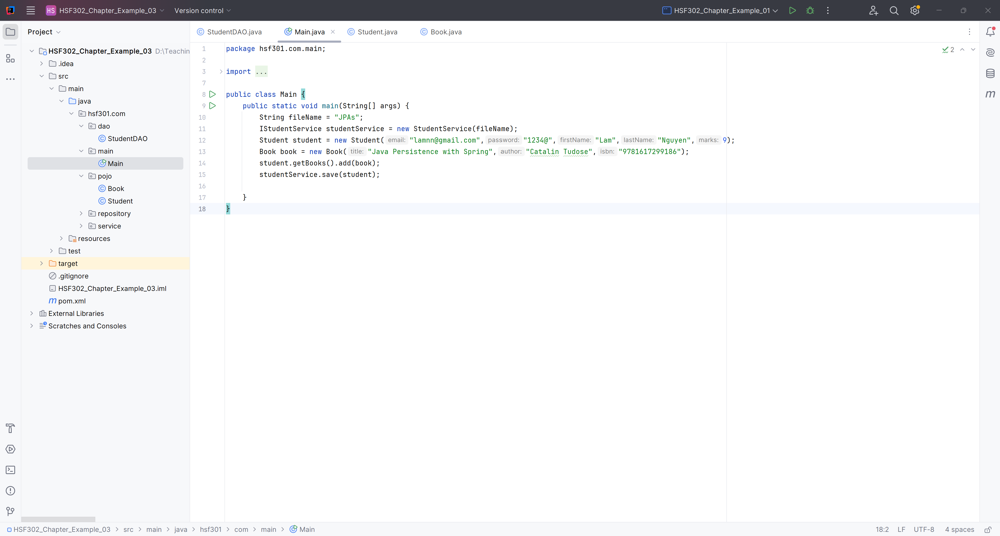 HS HSF302_Chapter_Example_03 Version control HSF302_Chapter_Example_01
Project
HSF302_Chapter_Example_03 D:\Teachin
.idea
src
main
java
hsf301.com
dao
StudentDAO
main
Main
pojo
Book
Student
repository
service
resources
test
target
.gitignore
HSF302_Chapter_Example_03.iml
pom.xml
External Libraries
Scratches and Consoles
StudentDAO.java Main.java Student.java Book.java
1 package hsf301.com.main;
2
3 import ...
7
8 public class Main {
9 public static void main(String[] args) {
10 String fileName = "JPAs";
11 IStudentService studentService = new StudentService(fileName);
12 Student student = new Student( email: "lamnn@gmail.com", password: "1234@", firstName: "Lam", lastName: "Nguyen", marks: 9);
13 Book book = new Book( title: "Java Persistence with Spring", author: "Catalin Tudose", isbn: "9781617299186");
14 student.getBooks().add(book);
15 studentService.save(student);
16
17 }
18 }
2
HSF302_Chapter_Example_03 > src > main > java > hsf301 > com > main > Main
18:2 LF UTF-8 4 spaces